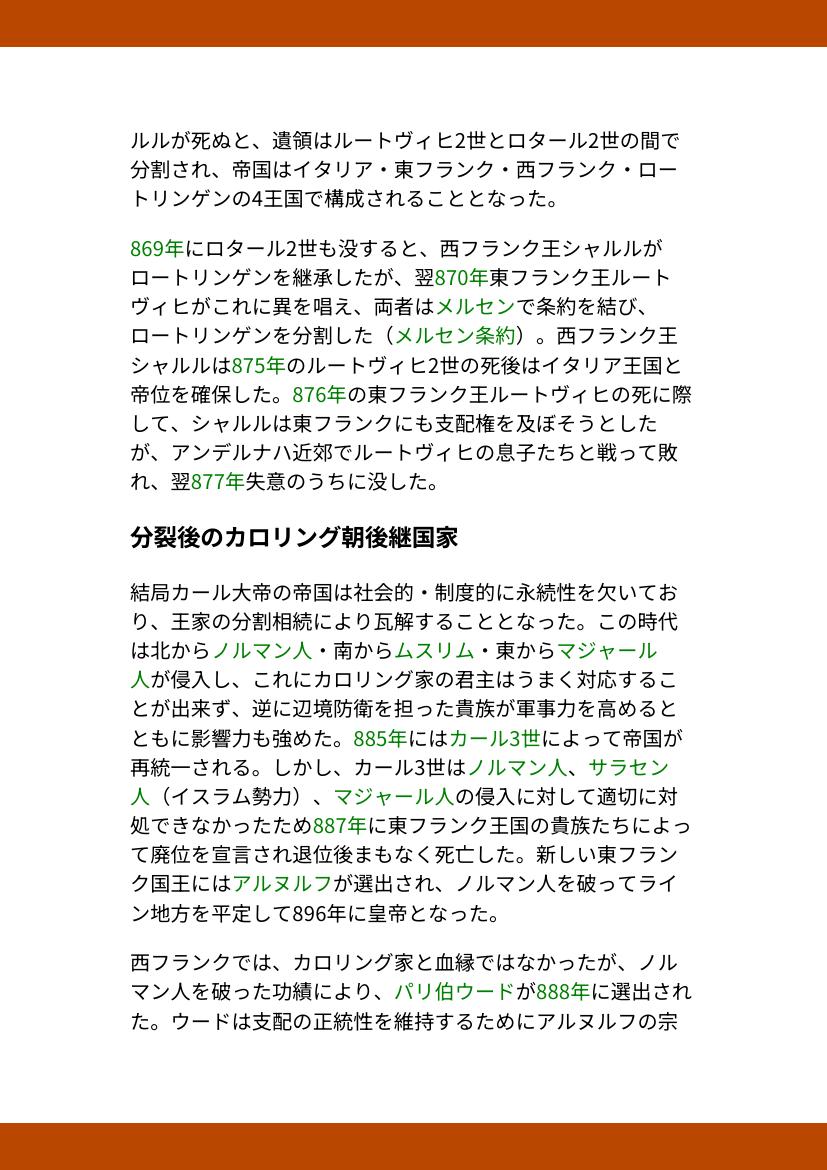 ルルが死ぬと、遺領はルートヴィヒ2世とロタール2世の間で
分割され、帝国はイタリア・東フランク・西フランク・ロー
トリンゲンの4王国で構成されることとなった。
869年にロタール2世も没すると、西フランク王シャルルが
ロートリンゲンを継承したが、翌870年東フランク王ルート
ヴィヒがこれに異を唱え、両者はメルセンで条約を結び、
ロートリンゲンを分割した（メルセン条約）。西フランク王
シャルルは875年のルートヴィヒ2世の死後はイタリア王国と
帝位を確保した。876年の東フランク王ルートヴィヒの死に際
して、シャルルは東フランクにも支配権を及ぼそうとした
が、アンデルナハ近郊でルートヴィヒの息子たちと戦って敗
れ、翌877年失意のうちに没した。
分裂後のカロリング朝後継国家
結局カール大帝の帝国は社会的・制度的に永続性を欠いてお
り、王家の分割相続により瓦解することとなった。この時代
は北からノルマン人・南からムスリム・東からマジャール
人が侵入し、これにカロリング家の君主はうまく対応するこ
とが出来ず、逆に辺境防衛を担った貴族が軍事力を高めると
ともに影響力も強めた。885年にはカール3世によって帝国が
再統一される。しかし、カール3世はノルマン人、サラセン
人（イスラム勢力）、マジャール人の侵入に対して適切に対
処できなかったため887年に東フランク王国の貴族たちによっ
て廃位を宣言され退位後まもなく死亡した。新しい東フラン
ク国王にはアルヌルフが選出され、ノルマン人を破ってライ
ン地方を平定して896年に皇帝となった。
西フランクでは、カロリング家と血縁ではなかったが、ノル
マン人を破った功績により、パリ伯ウードが888年に選出され
た。ウードは支配の正統性を維持するためにアルヌルフの宗